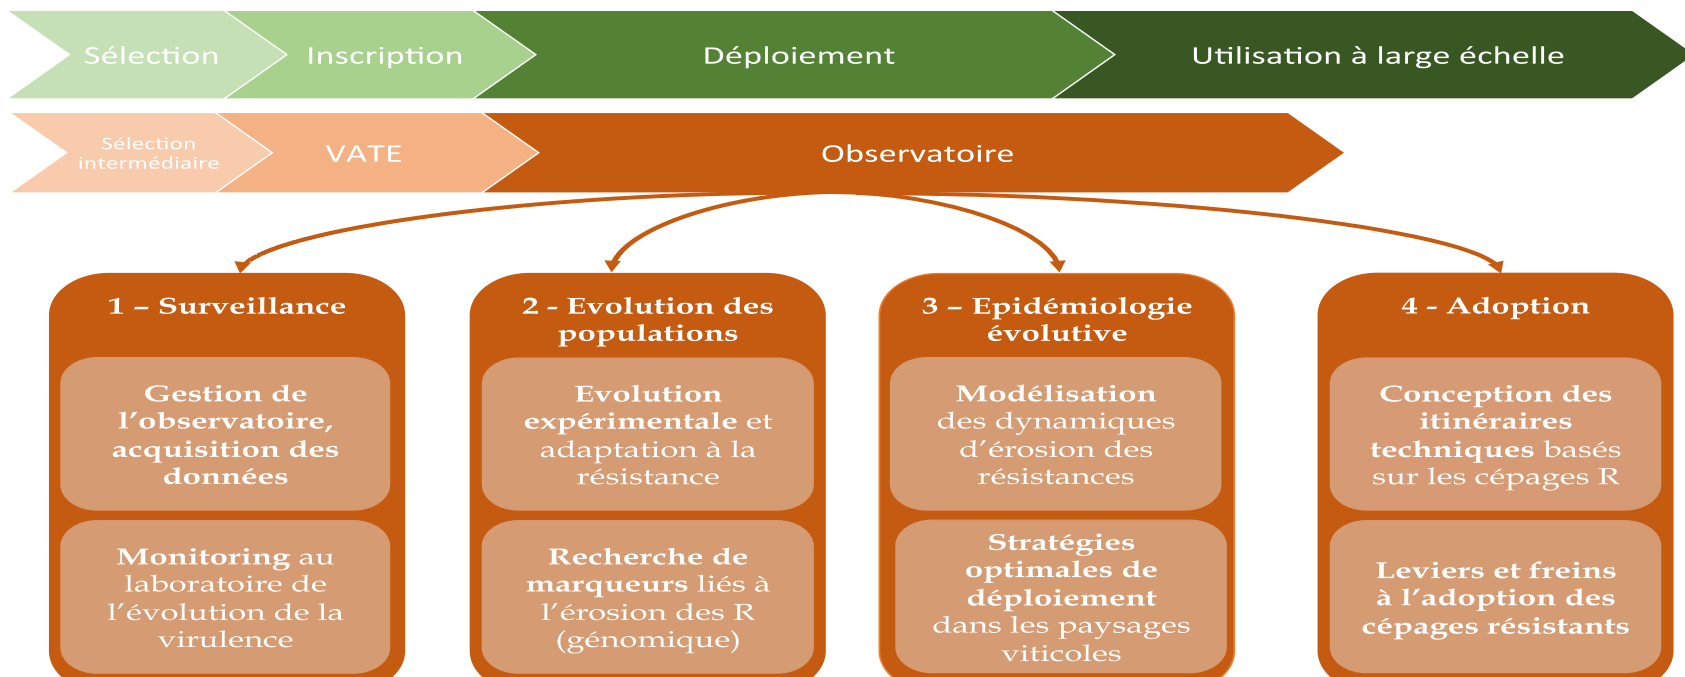 Sélection
Inscription
Déploiement
Utilisation à large échelle
Sélection
intermédiaire
VATE
Observatoire
1 – Surveillance
Gestion de
l’observatoire,
acquisition des
données
Monitoring au
laboratoire de
l’évolution de la
virulence
2 - Evolution des
populations
Evolution
expérimentale et
adaptation à la
résistance
Recherche de
marqueurs liés à
l’érosion des R
(génomique)
3 – Epidémiologie
évolutive
Modélisation
des dynamiques
d’érosion des
résistances
Stratégies
optimales de
déploiement
dans les paysages
viticoles
4 - Adoption
Conception des
itinéraires
techniques basés
sur les cépages R
Leviers et freins
à l’adoption des
cépages résistants